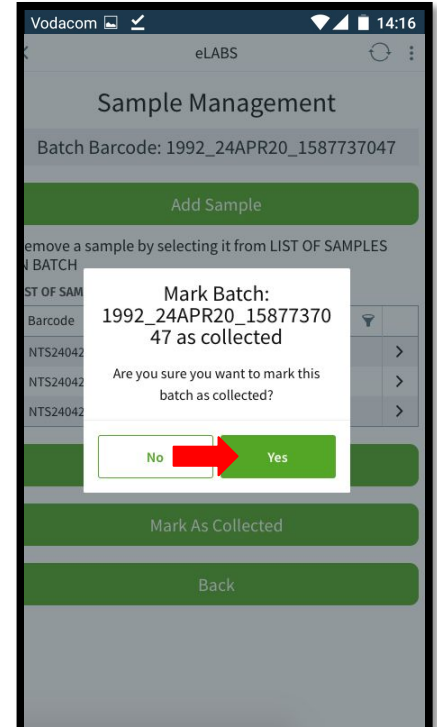 Vodacom
14:16
eLABS
Sample Management
Batch Barcode: 1992_24APR20_1587737047
Add Sample
emove a sample by selecting it from LIST OF SAMPLES
N BATCH
ST OF SAM
Barcode
NTS24042
NTS24042
NTS24042
Mark Batch:
1992_24APR20_15877370
47 as collected
Are you sure you want to mark this
batch as collected?
No
Yes
Mark As Collected
Back